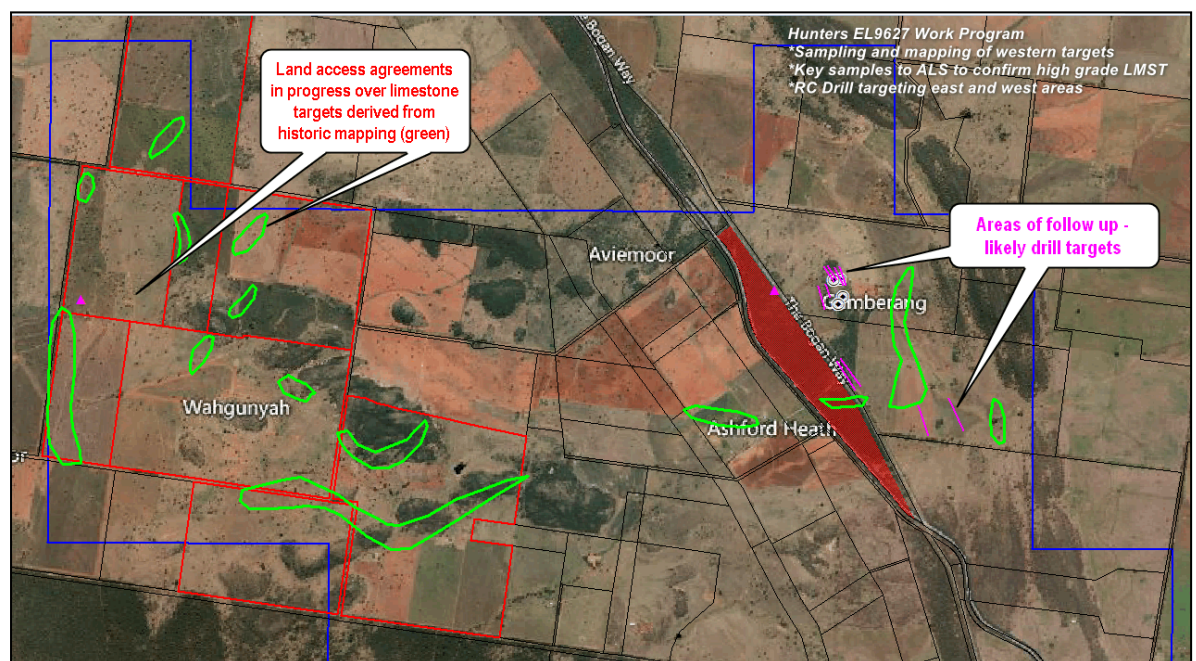 The Bogan Way
Hunters EL9627 Work Program
*Sampling and mapping of western targets
*Key samples to ALS to confirm high grade LMST
*RC Drill targeting east and west areas
Land access agreements
in progress over limestone
targets derived from
historic mapping (green)
Areas of follow up -
likely drill targets
Aviemoor
Gomberang
The Bogan Way
Wahgunyah
Ashford Heath
or